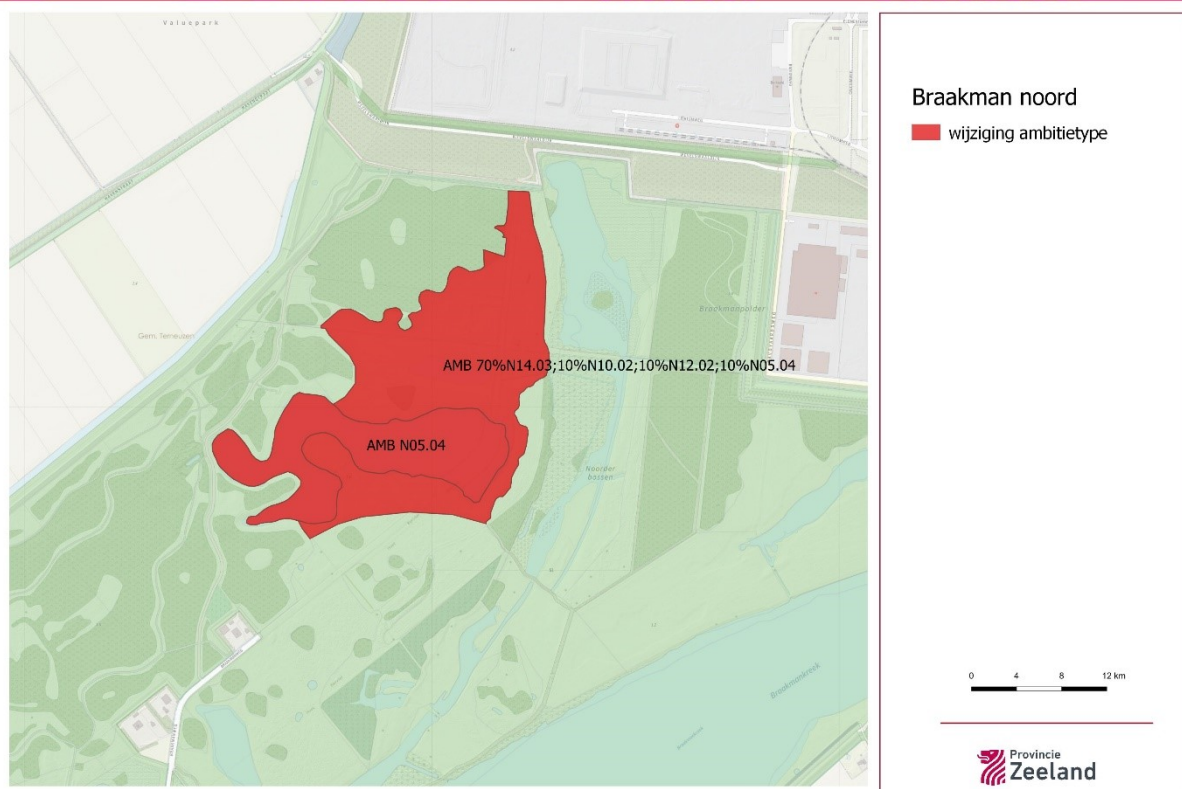 Valuepark
Gem. Terneuzen
Braakmanpolder
AMB 70%N14.03;10%N10.02;10%N12.02;10%N05.04
AMB N05.04
Noorder
bossen
Braakmankreek
Braakman noord
wijziging ambitietype
0 4 8 12 km
Provincie
Zeeland